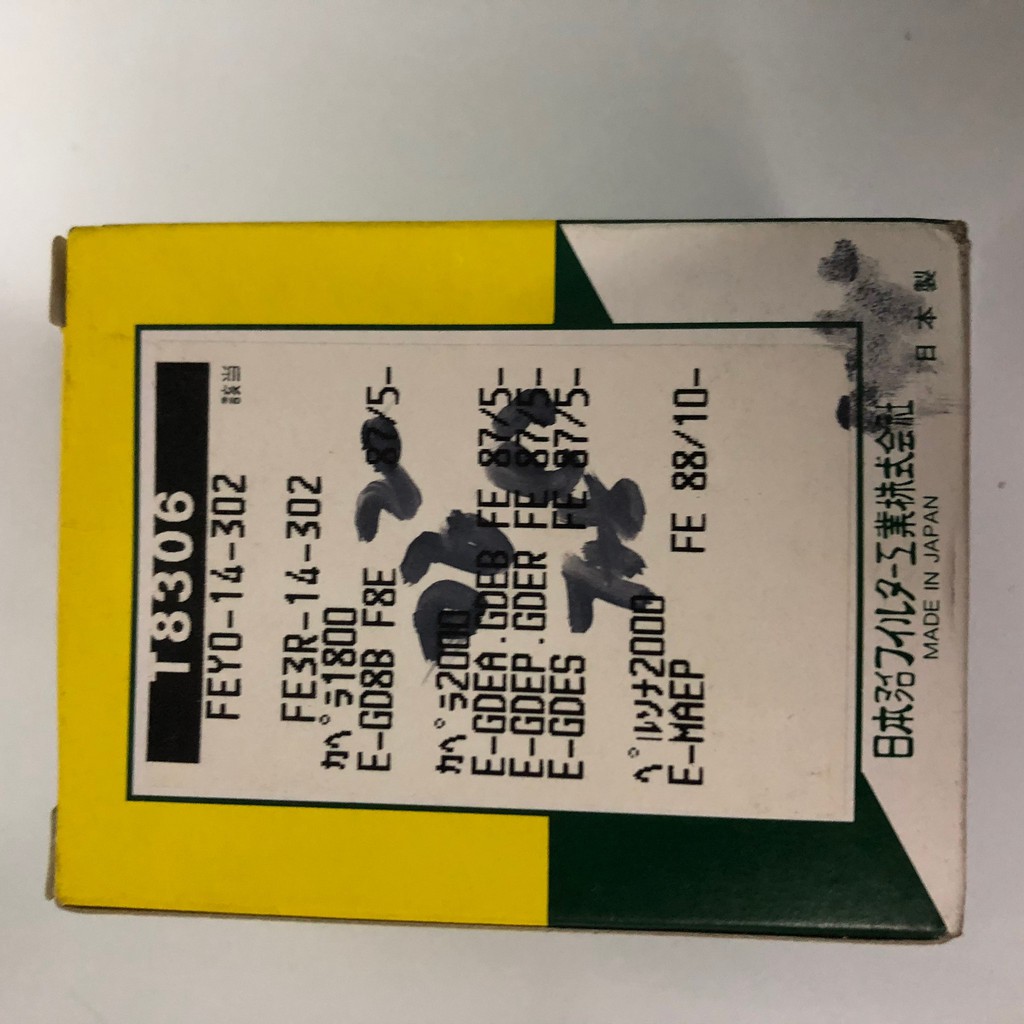 T8306
FEY0-14-302
該当
FE3R-14-302
カペラ1800
E-GD8B F8E 87/5-
カペラ2000
E-GDEA.GDEB FE 87/5-
E-GDEP.GDER FE 87/5-
E-GDES FE 87/5-
ペルソナ2000
E-MAEP FE 88/10-
日本マイクロフィルター工業株式会社
MADE IN JAPAN
日本製